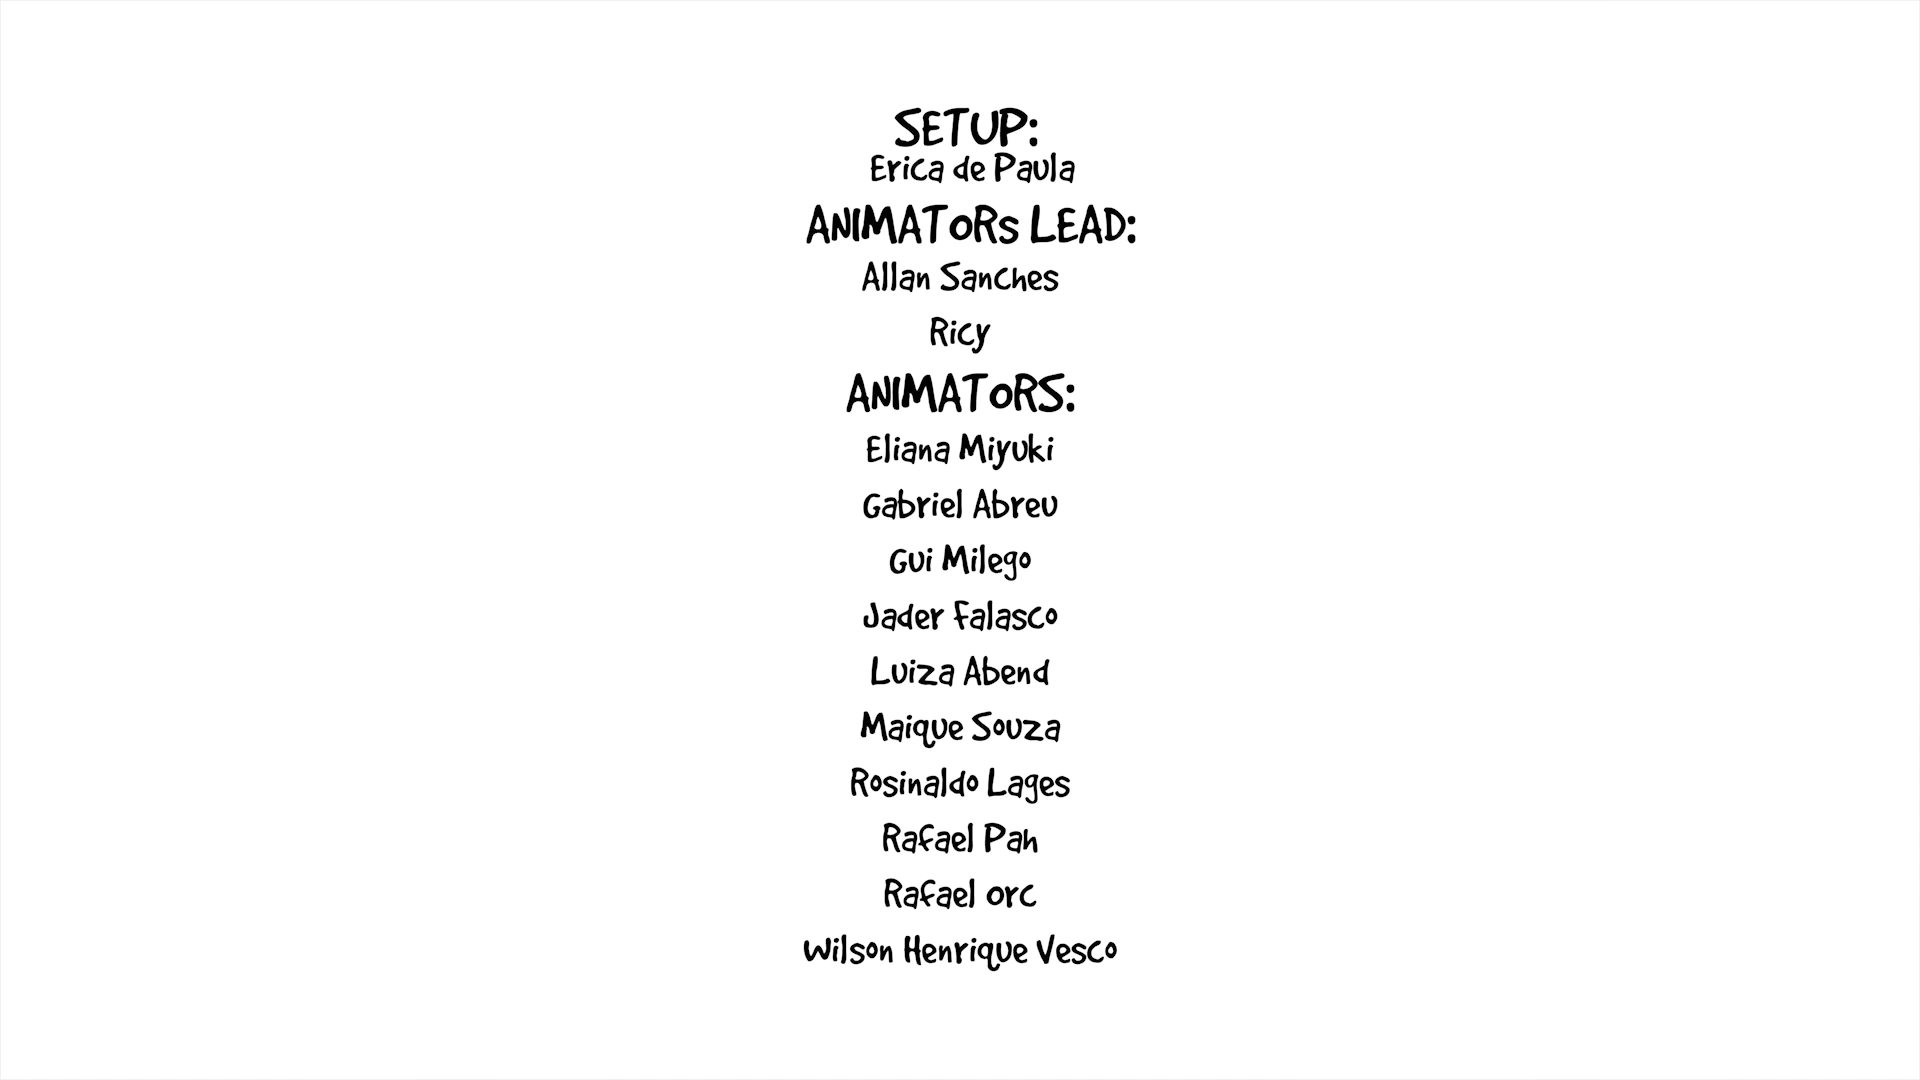 SETUP:
Erica de Paula
ANIMATORS LEAD:
Allan Sanches
Ricy
ANIMATORS:
Eliana Miyuki
Gabriel Abreu
Gui Milego
Jader Falasco
Luiza Abend
Maique Souza
Rosinaldo Lages
Rafael Pah
Rafael Orc
Wilson Henrique Vesco